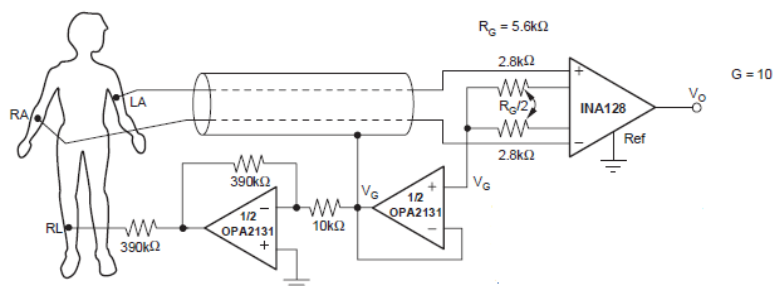 R_G = 5.6kΩ
2.8kΩ
G = 10
LA
RA
R_G/2
INA128
V_O
Ref
2.8kΩ
390kΩ
V_G
V_G
RL
390kΩ
1/2
OPA2131
10kΩ
1/2
OPA2131
+
−
−
+
+
−